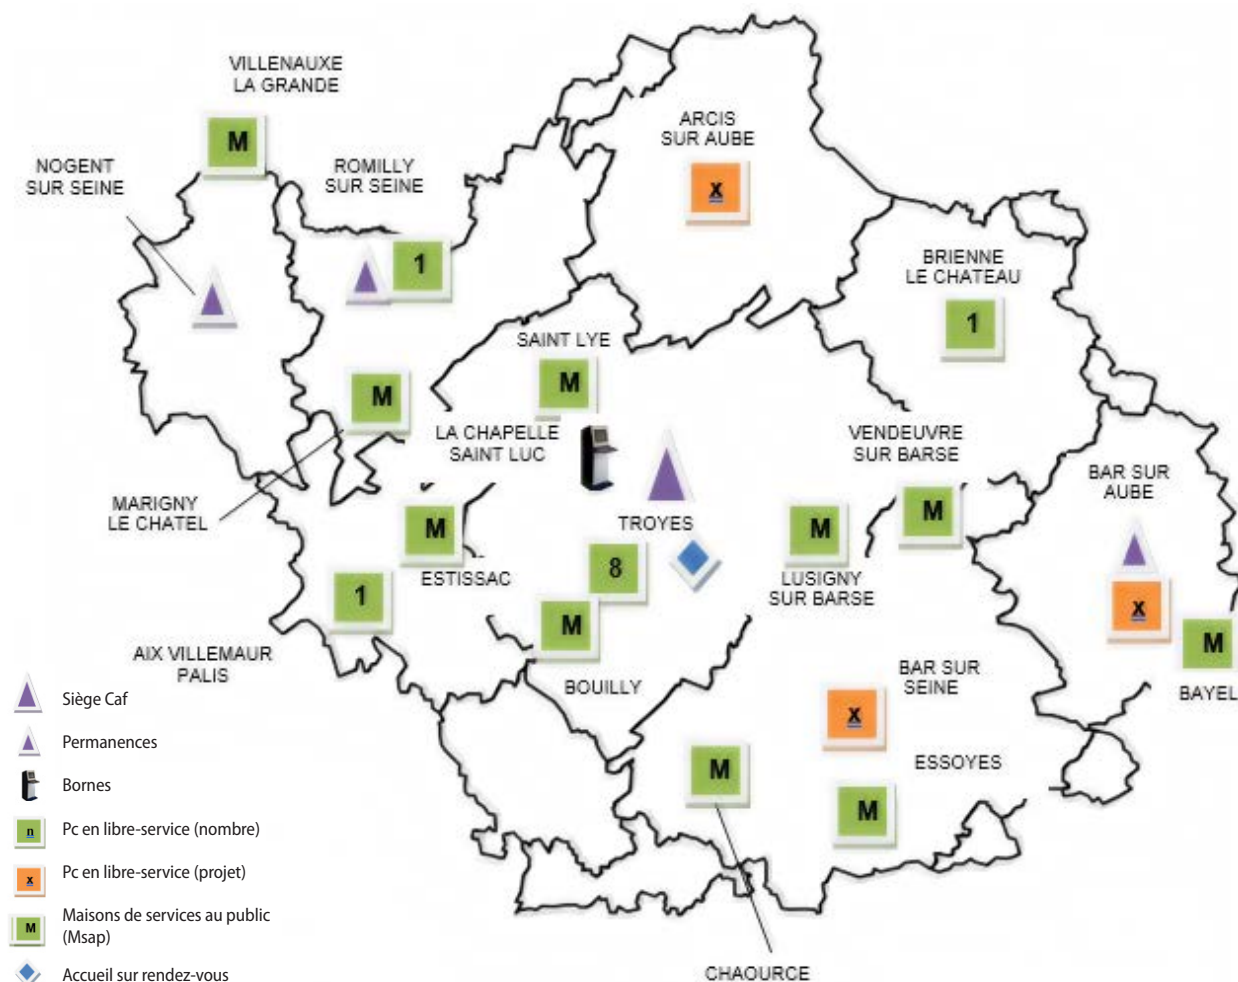 VILLENAUXE
LA GRANDE
M
NOGENT
SUR SEINE
ROMILLY
SUR SEINE
1
ARCIS
SUR AUBE
x
BRIENNE
LE CHATEAU
1
SAINT LYE
M
M
LA CHAPELLE
SAINT LUC
VENDEUVRE
SUR BARSE
M
BAR SUR
AUBE
x
MARIGNY
LE CHATEL
M
ESTISSAC
TROYES
8
M
LUSIGNY
SUR BARSE
1
AIX VILLEMAUR
PALIS
M
BOUILLY
BAR SUR
SEINE
x
M
BAYEL
M
ESSOYES
M
CHAOURCE
Siège Caf
Permanences
Bornes
n Pc en libre-service (nombre)
x Pc en libre-service (projet)
M Maisons de services au public
(Msap)
Accueil sur rendez-vous